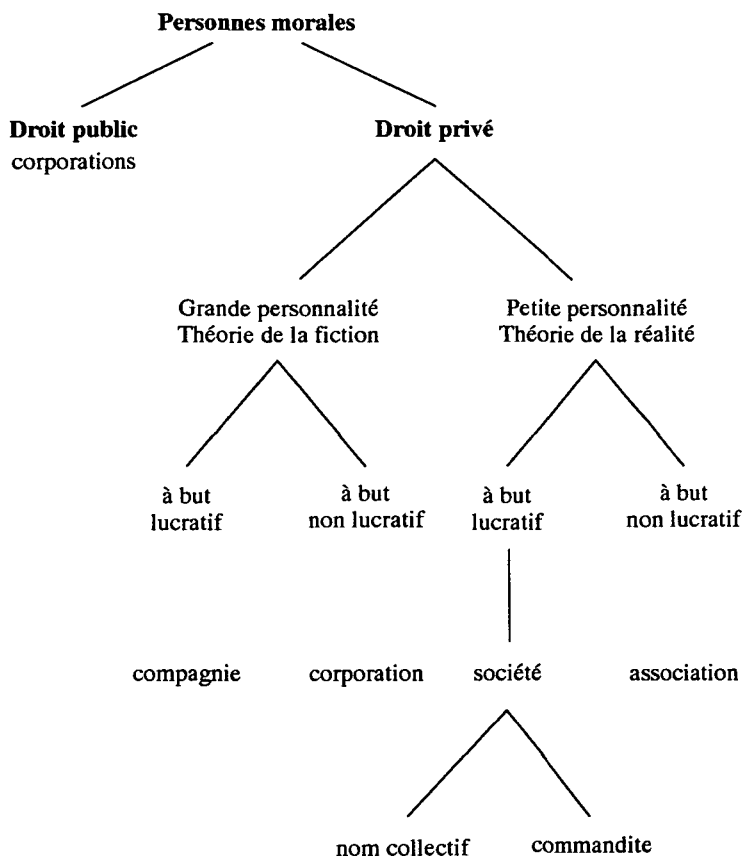 Personnes morales
Droit public
corporations
Droit privé
Grande personnalité
Théorie de la fiction
Petite personnalité
Théorie de la réalité
à but
lucratif
à but
non lucratif
à but
lucratif
à but
non lucratif
compagnie
corporation
société
association
nom collectif
commandite